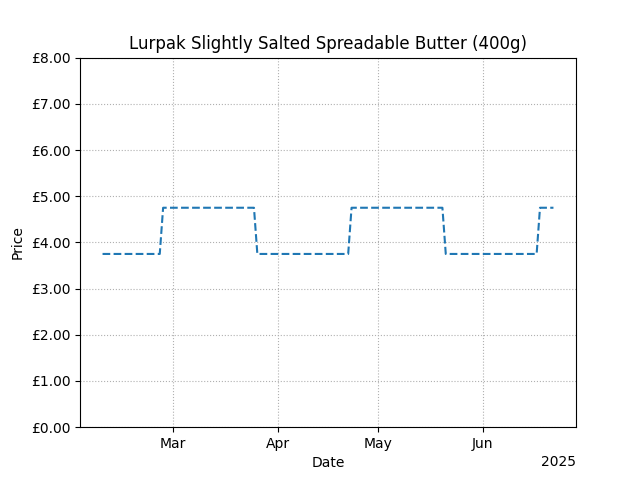 Lurpak Slightly Salted Spreadable Butter (400g)
£8.00
£7.00
£6.00
£5.00
£4.00
£3.00
£2.00
£1.00
£0.00
Price
Mar Apr May Jun
Date
2025